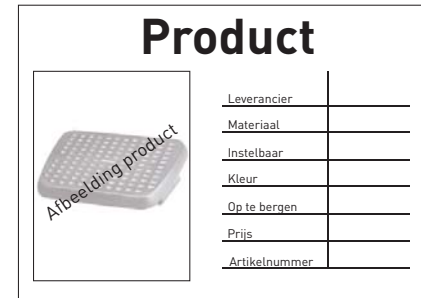 Product
Afbeelding product
Leverancier
Materiaal
Instelbaar
Kleur
Op te bergen
Prijs
Artikelnummer